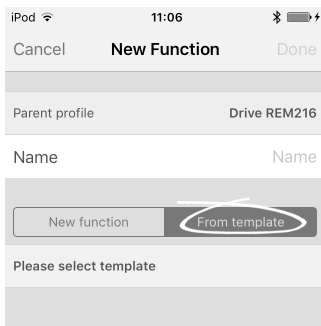 iPod 11:06
Cancel New Function Done
Parent profile Drive REM216
Name Name
New function From template
Please select template